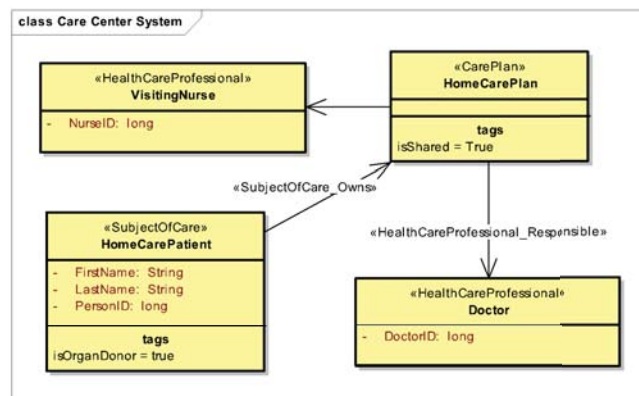 class Care Center System
«HealthCareProfessional»
VisitingNurse
- NurseID: long
«CarePlan»
HomeCarePlan
tags
isShared = True
«SubjectOfCare_Owns»
«SubjectOfCare»
HomeCarePatient
- FirstName: String
- LastName: String
- PersonID: long
tags
isOrganDonor = true
«HealthCareProfessional_Responsible»
«HealthCareProfessional»
Doctor
- DoctorID: long